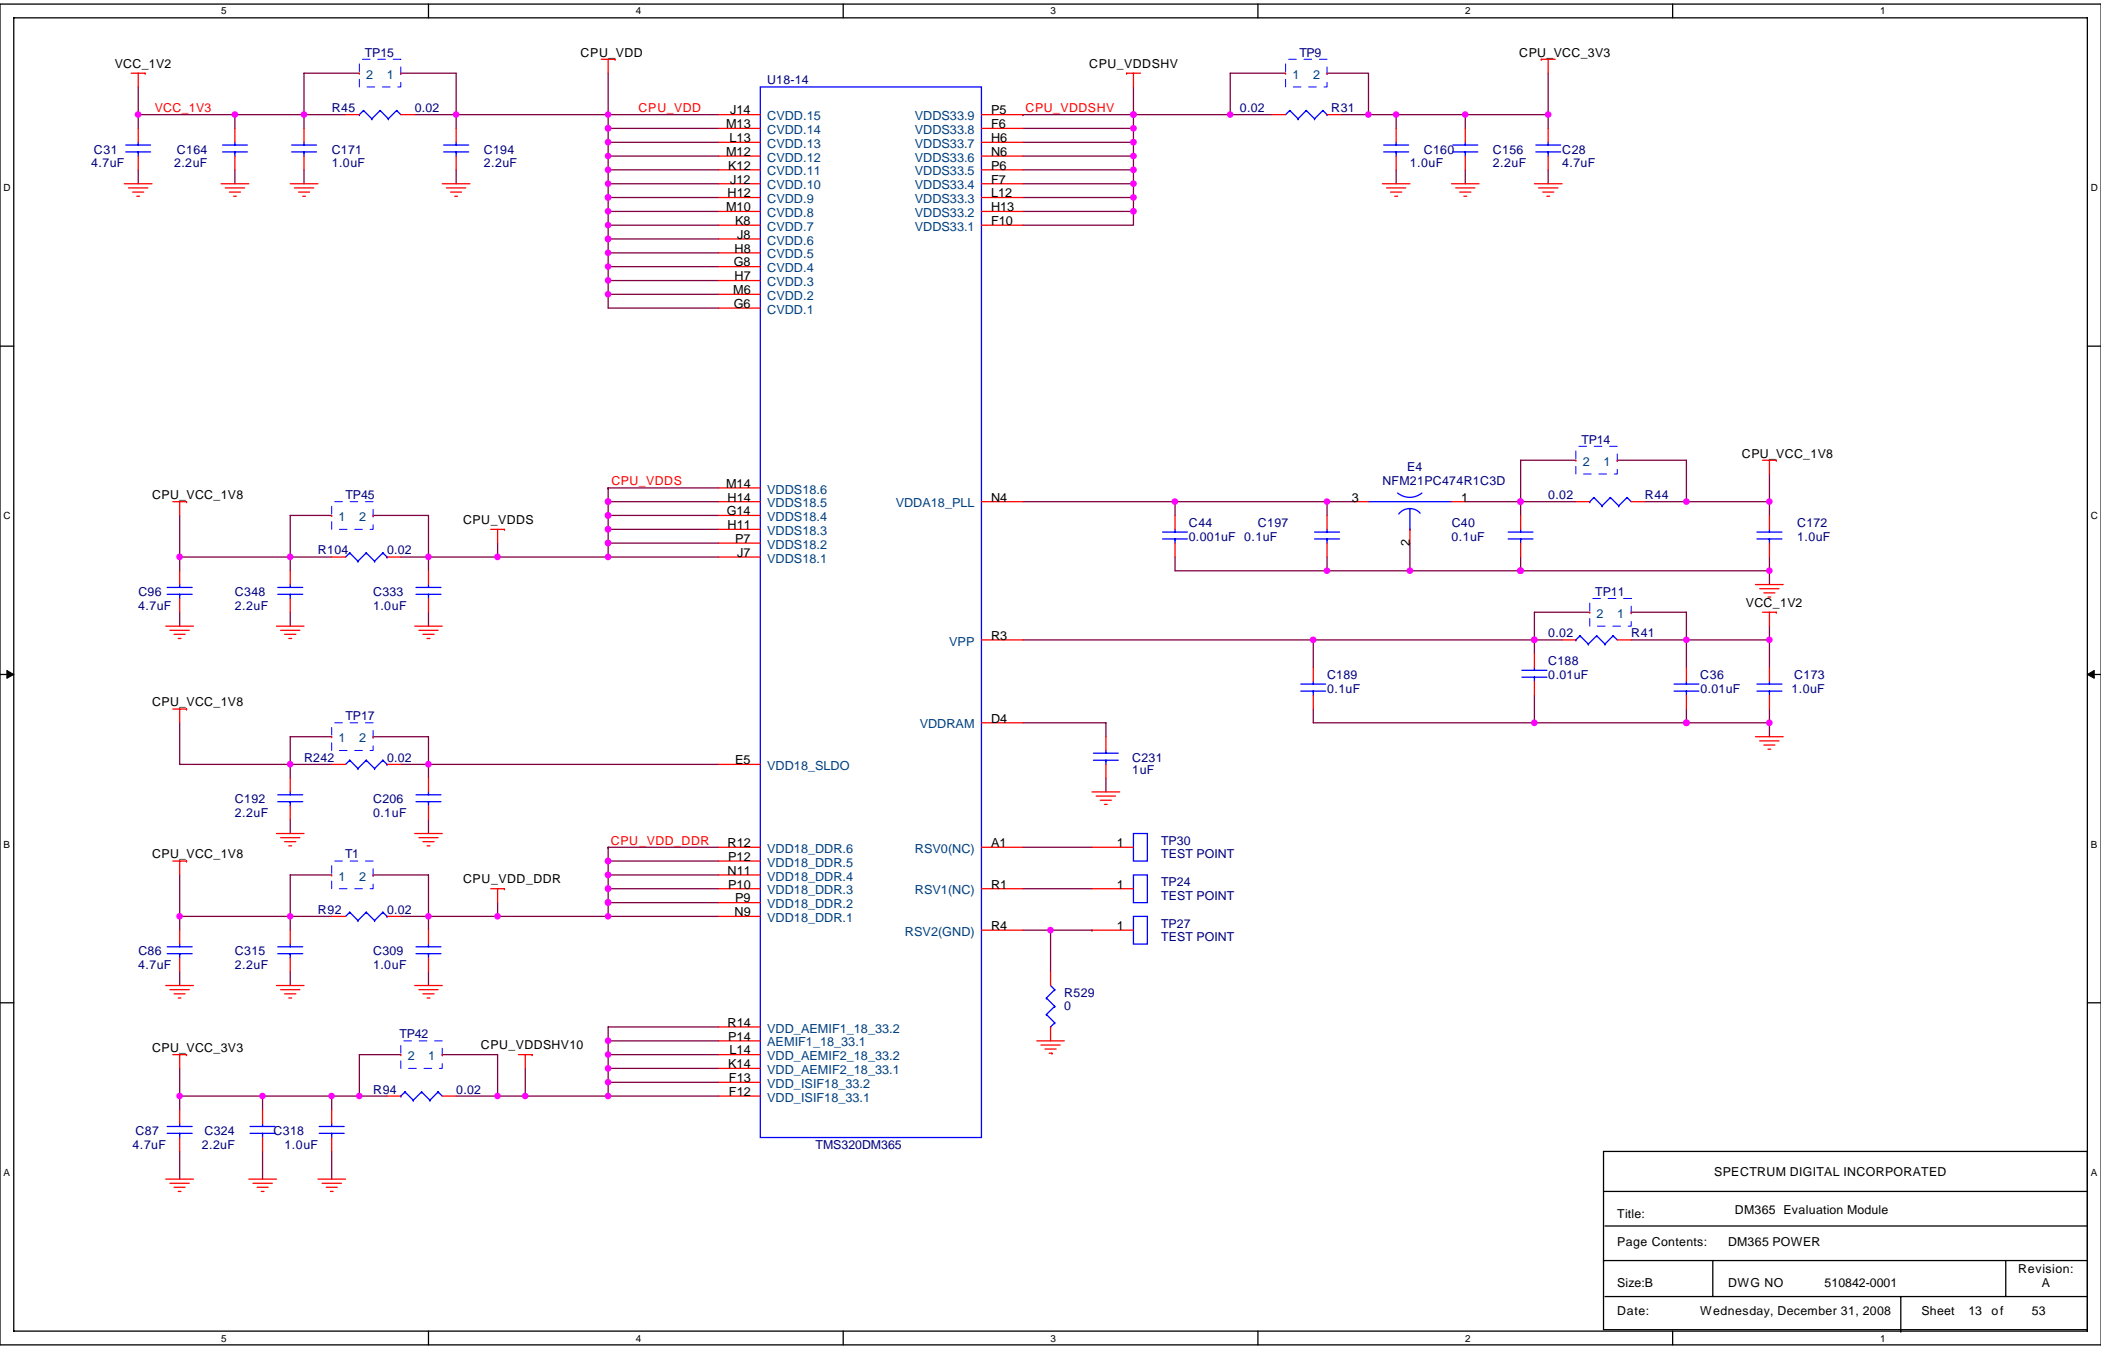 5
4
3
2
1
D
C
B
A
D
C
B
A
VCC_1V2
VCC_1V3
TP15
2 1
R45
0.02
CPU_VDD
CPU_VDD
C31
4.7uF
C164
2.2uF
C171
1.0uF
C194
2.2uF
U18-14
J14 CVDD.15
M13 CVDD.14
L13 CVDD.13
M12 CVDD.12
K12 CVDD.11
J12 CVDD.10
H12 CVDD.9
M10 CVDD.8
K8 CVDD.7
J8 CVDD.6
H8 CVDD.5
G8 CVDD.4
H7 CVDD.3
M6 CVDD.2
G6 CVDD.1
CPU_VDDSHV
CPU_VDDSHV
VDDS33.9 P5
VDDS33.8 F6
VDDS33.7 H6
VDDS33.6 N6
VDDS33.5 P6
VDDS33.4 F7
VDDS33.3 L12
VDDS33.2 H13
VDDS33.1 F10
TP9
1 2
0.02
R31
CPU_VCC_3V3
C160
1.0uF
C156
2.2uF
C28
4.7uF
CPU_VCC_1V8
TP45
1 2
R104
0.02
CPU_VDDS
CPU_VDDS
C96
4.7uF
C348
2.2uF
C333
1.0uF
M14 VDDS18.6
H14 VDDS18.5
G14 VDDS18.4
H11 VDDS18.3
P7 VDDS18.2
J7 VDDS18.1
VDDA18_PLL N4
C44
0.001uF
C197
0.1uF
E4
NFM21PC474R1C3D
3
1
2
C40
0.1uF
TP14
2 1
0.02
R44
CPU_VCC_1V8
C172
1.0uF
VPP R3
C189
0.1uF
C188
0.01uF
TP11
2 1
0.02
R41
VCC_1V2
C36
0.01uF
C173
1.0uF
VDDRAM D4
C231
1uF
CPU_VCC_1V8
TP17
1 2
R242
0.02
C192
2.2uF
C206
0.1uF
E5 VDD18_SLDO
CPU_VCC_1V8
T1
1 2
R92
0.02
CPU_VDD_DDR
CPU_VDD_DDR
C86
4.7uF
C315
2.2uF
C309
1.0uF
R12 VDD18_DDR.6
P12 VDD18_DDR.5
N11 VDD18_DDR.4
P10 VDD18_DDR.3
P9 VDD18_DDR.2
N9 VDD18_DDR.1
RSV0(NC) A1
1
TP30
TEST POINT
RSV1(NC) R1
1
TP24
TEST POINT
RSV2(GND) R4
1
TP27
TEST POINT
R529
0
CPU_VCC_3V3
TP42
2 1
R94
0.02
CPU_VDDSHV10
C87
4.7uF
C324
2.2uF
C318
1.0uF
R14 VDD_AEMIF1_18_33.2
P14 AEMIF1_18_33.1
L14 VDD_AEMIF2_18_33.2
K14 VDD_AEMIF2_18_33.1
F13 VDD_ISIF18_33.2
F12 VDD_ISIF18_33.1
TMS320DM365
SPECTRUM DIGITAL INCORPORATED
Title: DM365 Evaluation Module
Page Contents: DM365 POWER
Size:B DWG NO 510842-0001 Revision: A
Date: Wednesday, December 31, 2008 Sheet 13 of 53
5
4
3
2
1